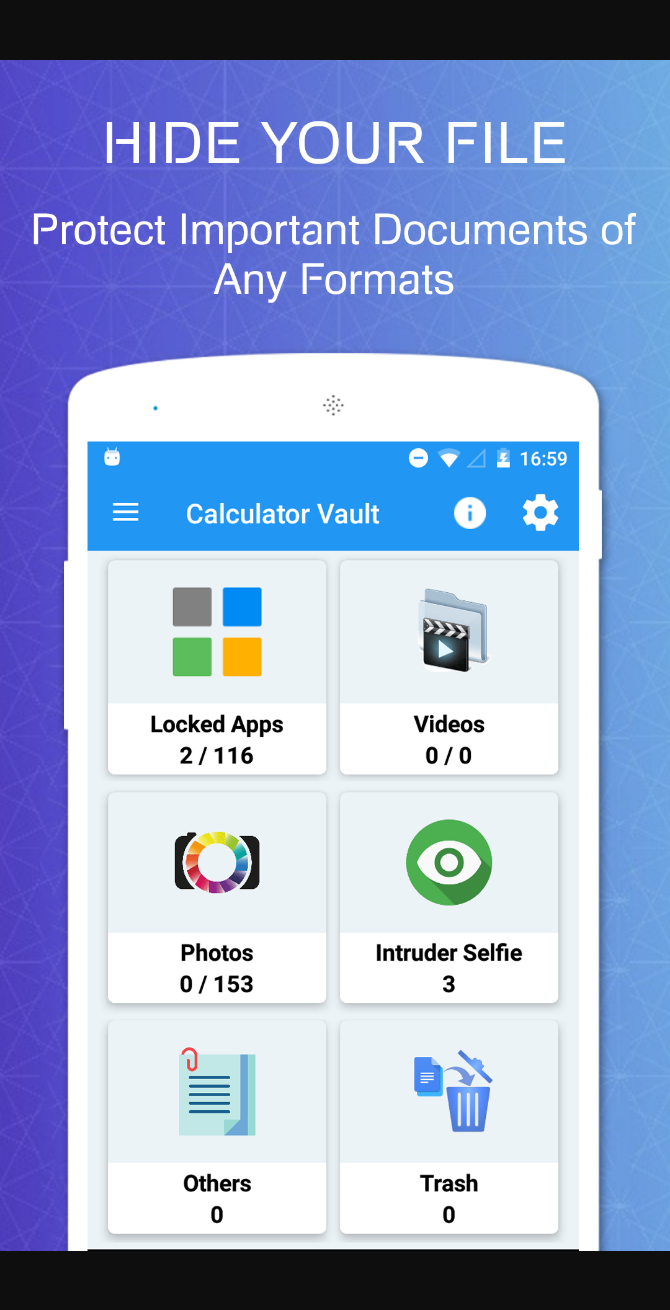 HIDE YOUR FILE
Protect Important Documents of
Any Formats
16:59
Calculator Vault
Locked Apps
2 / 116
Videos
0 / 0
Photos
0 / 153
Intruder Selfie
3
Others
0
Trash
0